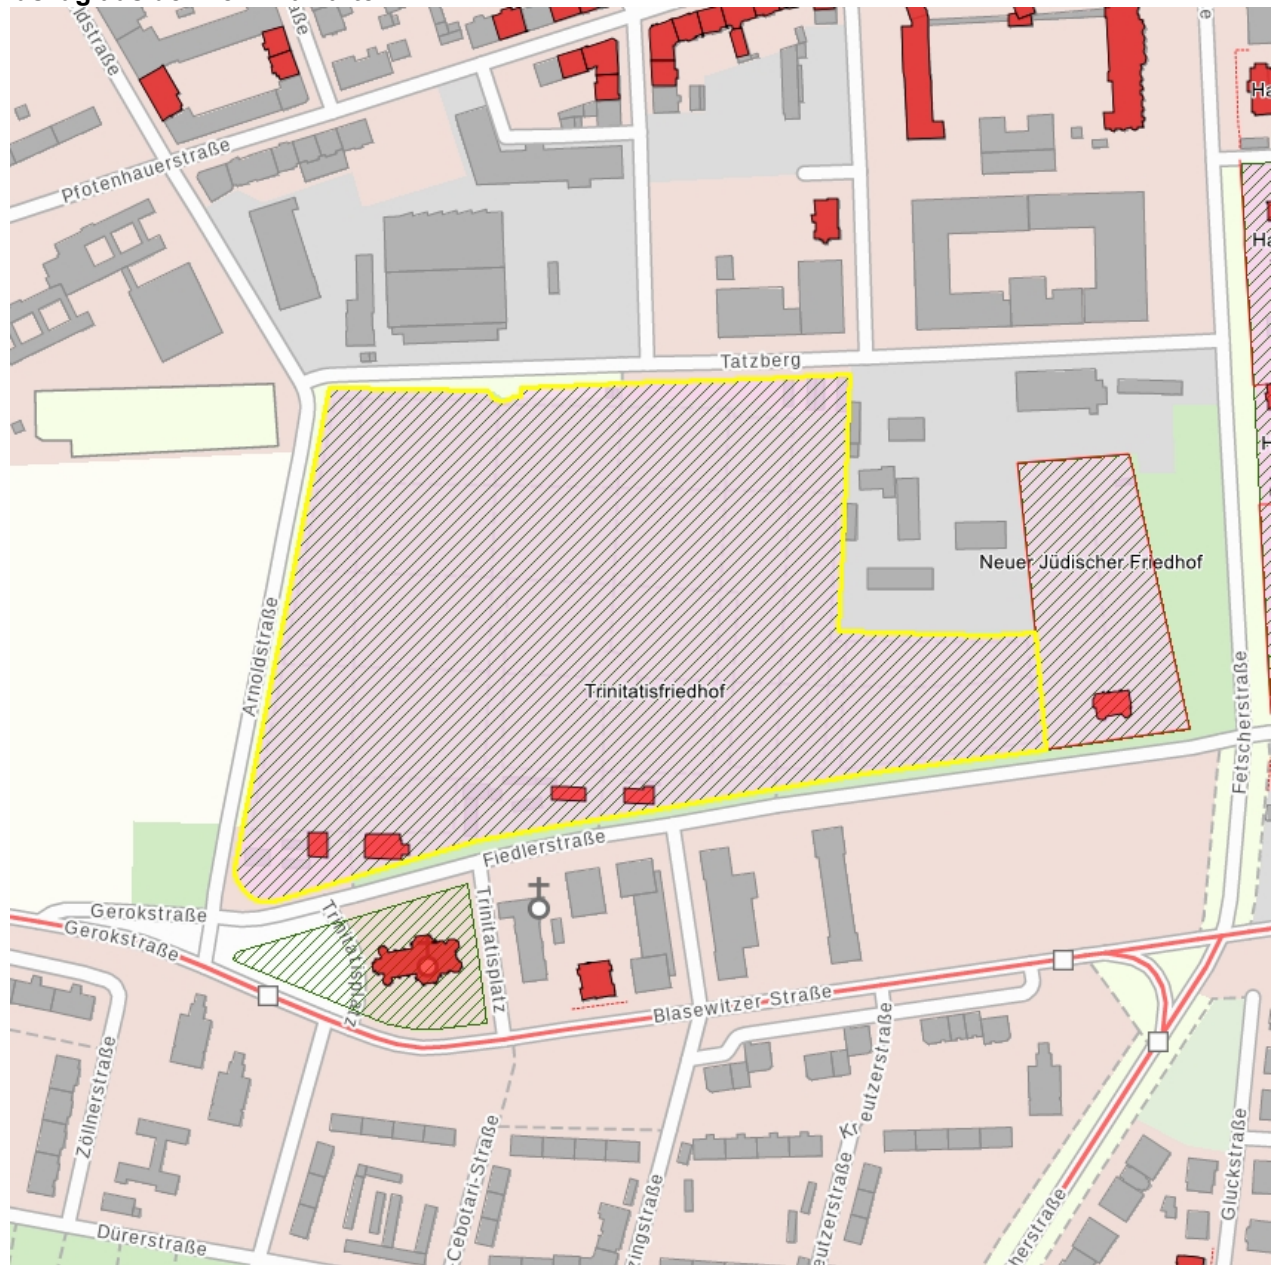 Pfotenhauerstraße
Tatzberg
Neuer Jüdischer Friedhof
Arnoldstraße
Trinitatisfriedhof
Fetscherstraße
Fiedlerstraße
Gerokstraße
Gerokstraße
Trinitatisplatz
Trinitatisplatz
Blasewitzer Straße
Zöllnerstraße
Kreutzerstraße
Cebotari-Straße
Gluckstraße
Dürerstraße